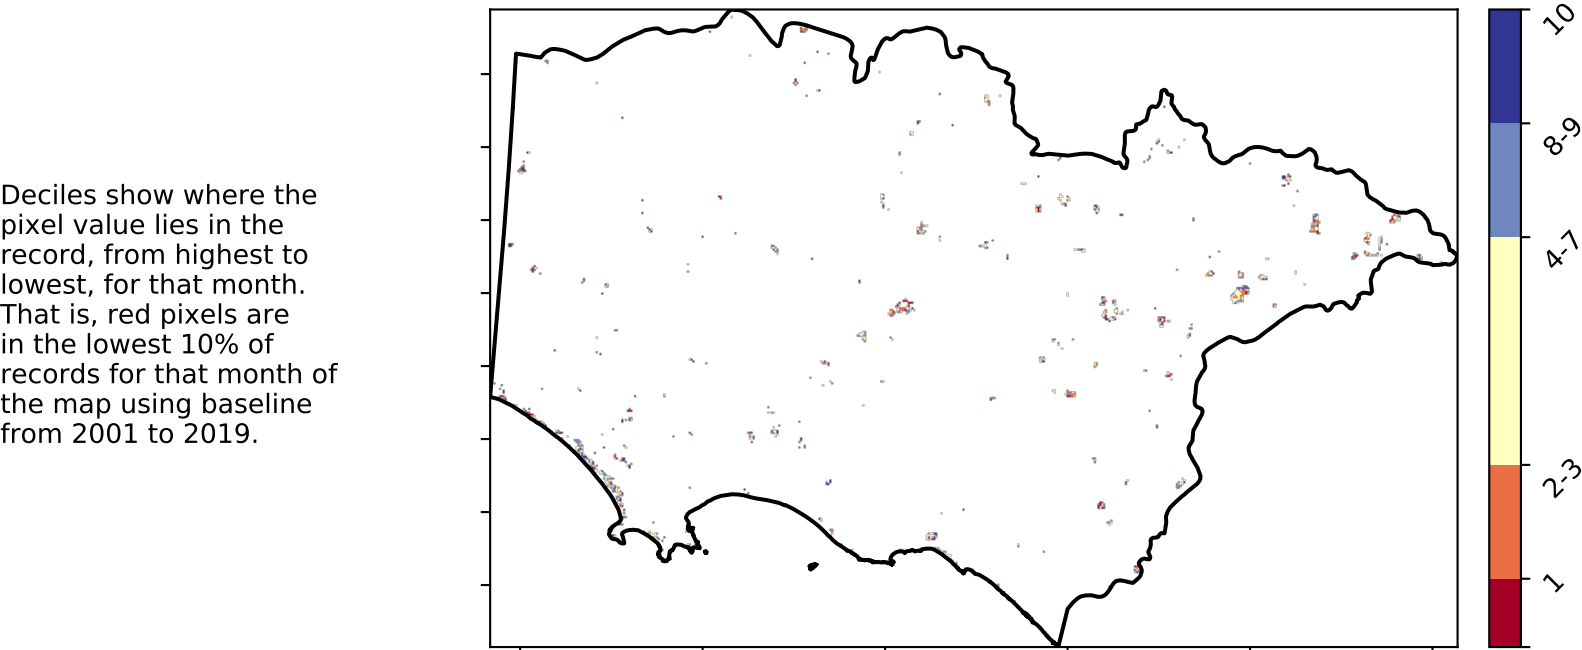 Deciles show where the
pixel value lies in the
record, from highest to
lowest, for that month.
That is, red pixels are
in the lowest 10% of
records for that month of
the map using baseline
from 2001 to 2019.
10
8-9
4-7
2-3
1